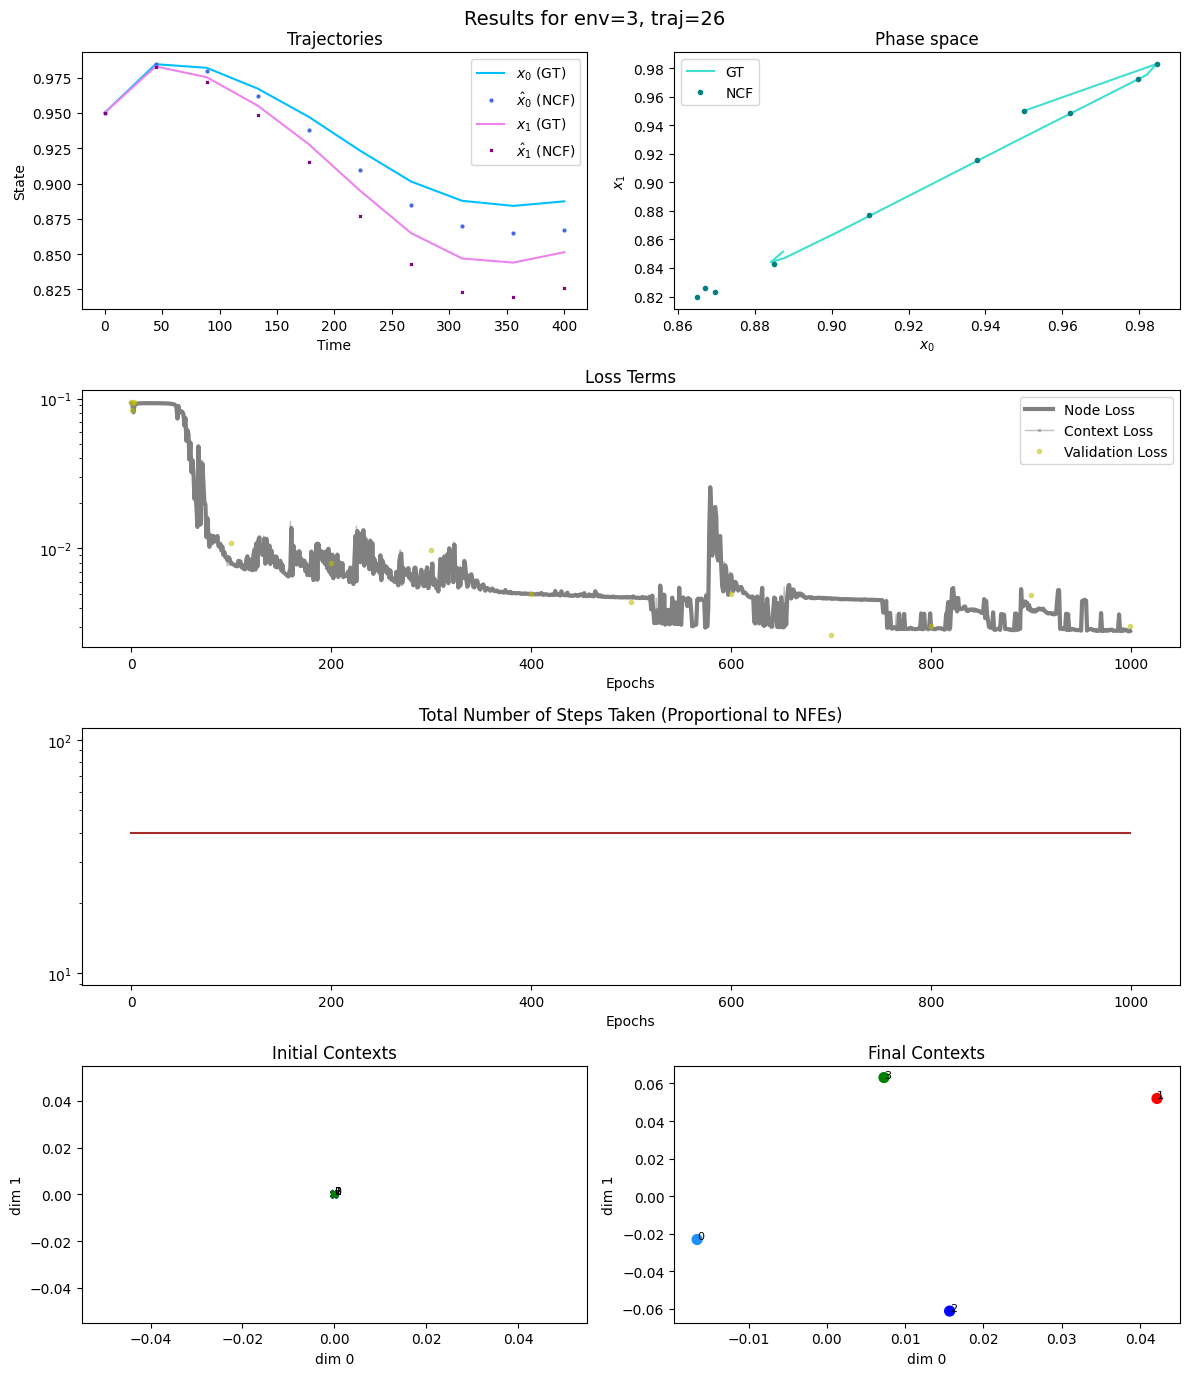 Results for env=3, traj=26
Trajectories
0.975
0.950
0.925
0.900
0.875
0.850
0.825
State
0 50 100 150 200 250 300 350 400
Time
x₀ (GT)
x̂₀ (NCF)
x₁ (GT)
x̂₁ (NCF)
Phase space
GT
NCF
0.98
0.96
0.94
0.92
0.90
0.88
0.86
0.84
0.82
x₁
0.86 0.88 0.90 0.92 0.94 0.96 0.98
x₀
Loss Terms
10⁻¹
10⁻²
Node Loss
Context Loss
Validation Loss
0 200 400 600 800 1000
Epochs
Total Number of Steps Taken (Proportional to NFEs)
10²
10¹
0 200 400 600 800 1000
Epochs
Initial Contexts
0.04
0.02
0.00
−0.02
−0.04
dim 1
−0.04 −0.02 0.00 0.02 0.04
dim 0
Final Contexts
0.06
0.04
0.02
0.00
−0.02
−0.04
−0.06
dim 1
3
1
0
2
−0.01 0.00 0.01 0.02 0.03 0.04
dim 0